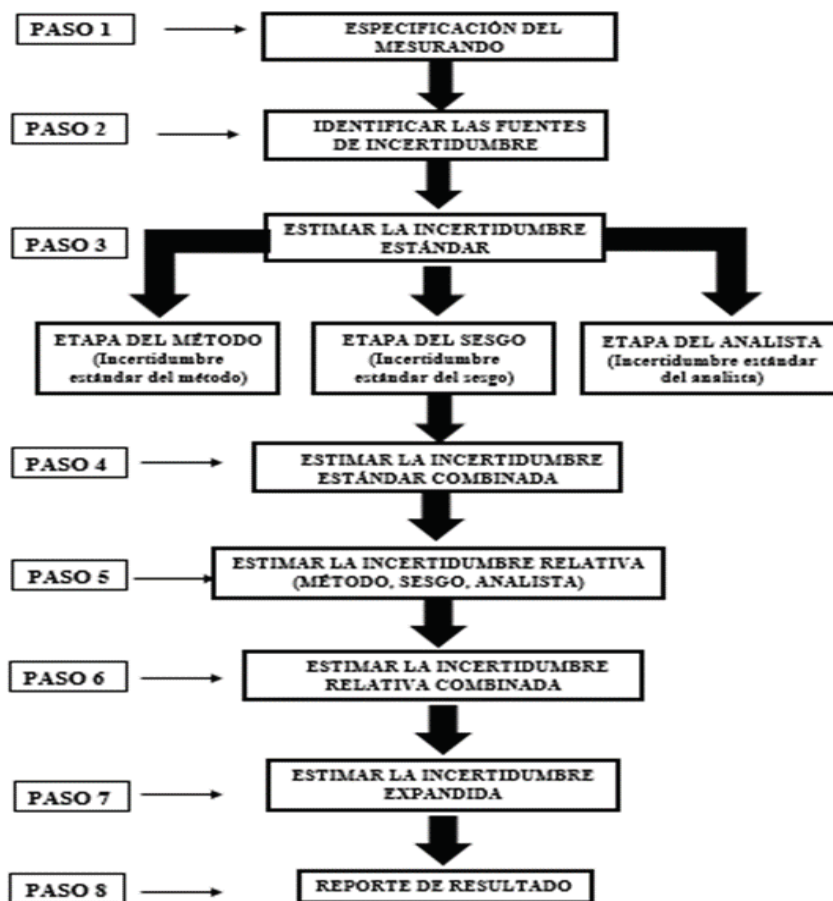 PASO 1
ESPECIFICACIÓN DEL
MESURANDO
PASO 2
IDENTIFICAR LAS FUENTES
DE INCERTIDUMBRE
PASO 3
ESTIMAR LA INCERTIDUMBRE
ESTÁNDAR
ETAPA DEL MÉTODO
(Incertidumbre
estándar del método)
ETAPA DEL SESGO
(Incertidumbre
estándar del sesgo)
ETAPA DEL ANALISTA
(Incertidumbre estándar
del analista)
PASO 4
ESTIMAR LA INCERTIDUMBRE
ESTÁNDAR COMBINADA
PASO 5
ESTIMAR LA INCERTIDUMBRE RELATIVA
(MÉTODO, SESGO, ANALISTA)
PASO 6
ESTIMAR LA INCERTIDUMBRE
RELATIVA COMBINADA
PASO 7
ESTIMAR LA INCERTIDUMBRE
EXPANDIDA
PASO 8
REPORTE DE RESULTADO